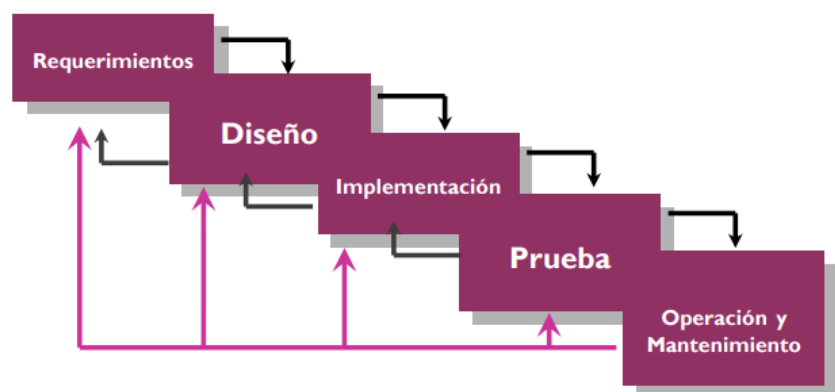 Requerimientos
Diseño
Implementación
Prueba
Operación y
Mantenimiento